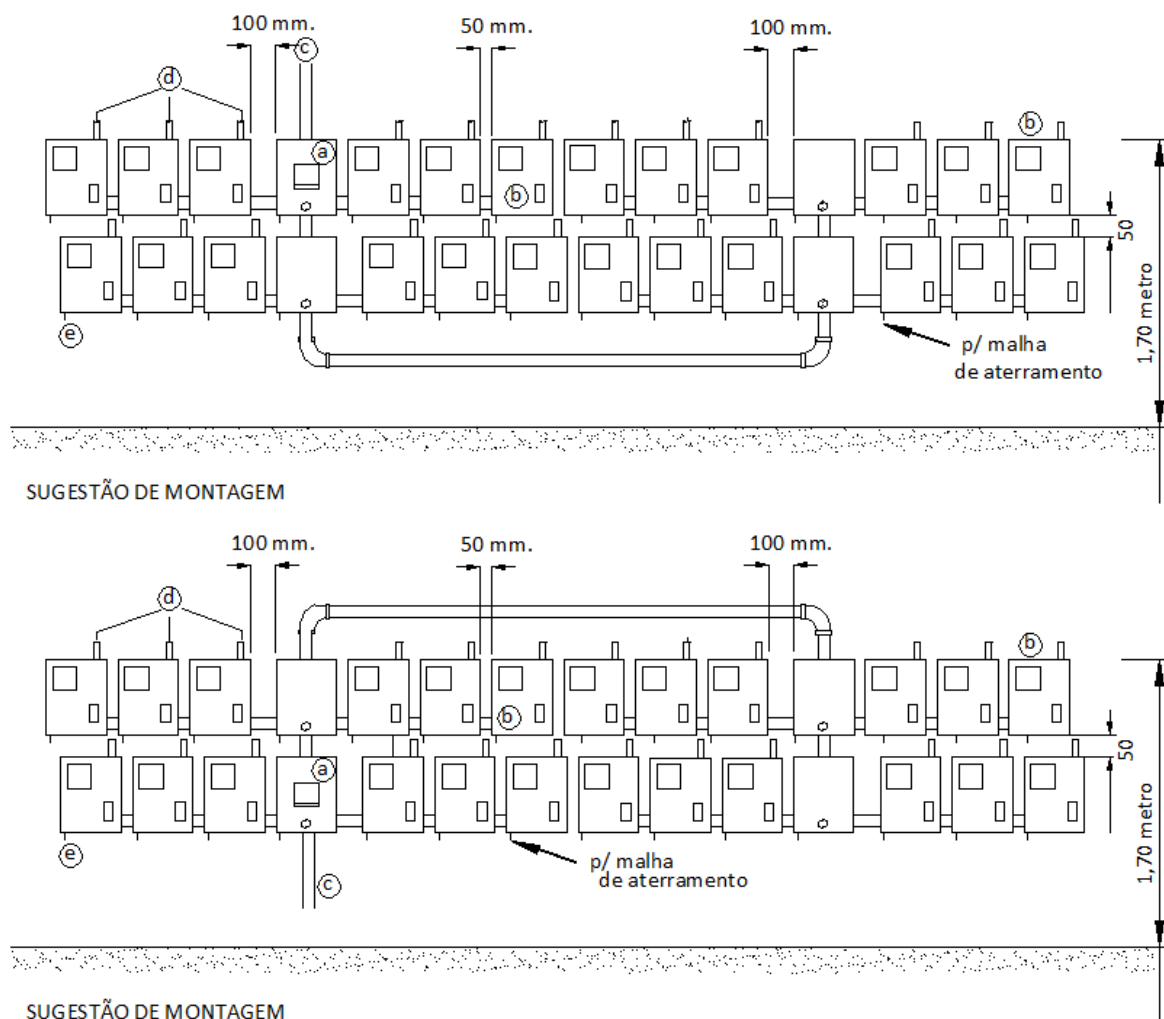 100 mm.
50 mm.
100 mm.
c
d
b
a
b
50
1,70 metro
e
p/ malha
de aterramento
SUGESTÃO DE MONTAGEM
100 mm.
50 mm.
100 mm.
d
b
b
50
a
1,70 metro
e
p/ malha
de aterramento
c
SUGESTÃO DE MONTAGEM